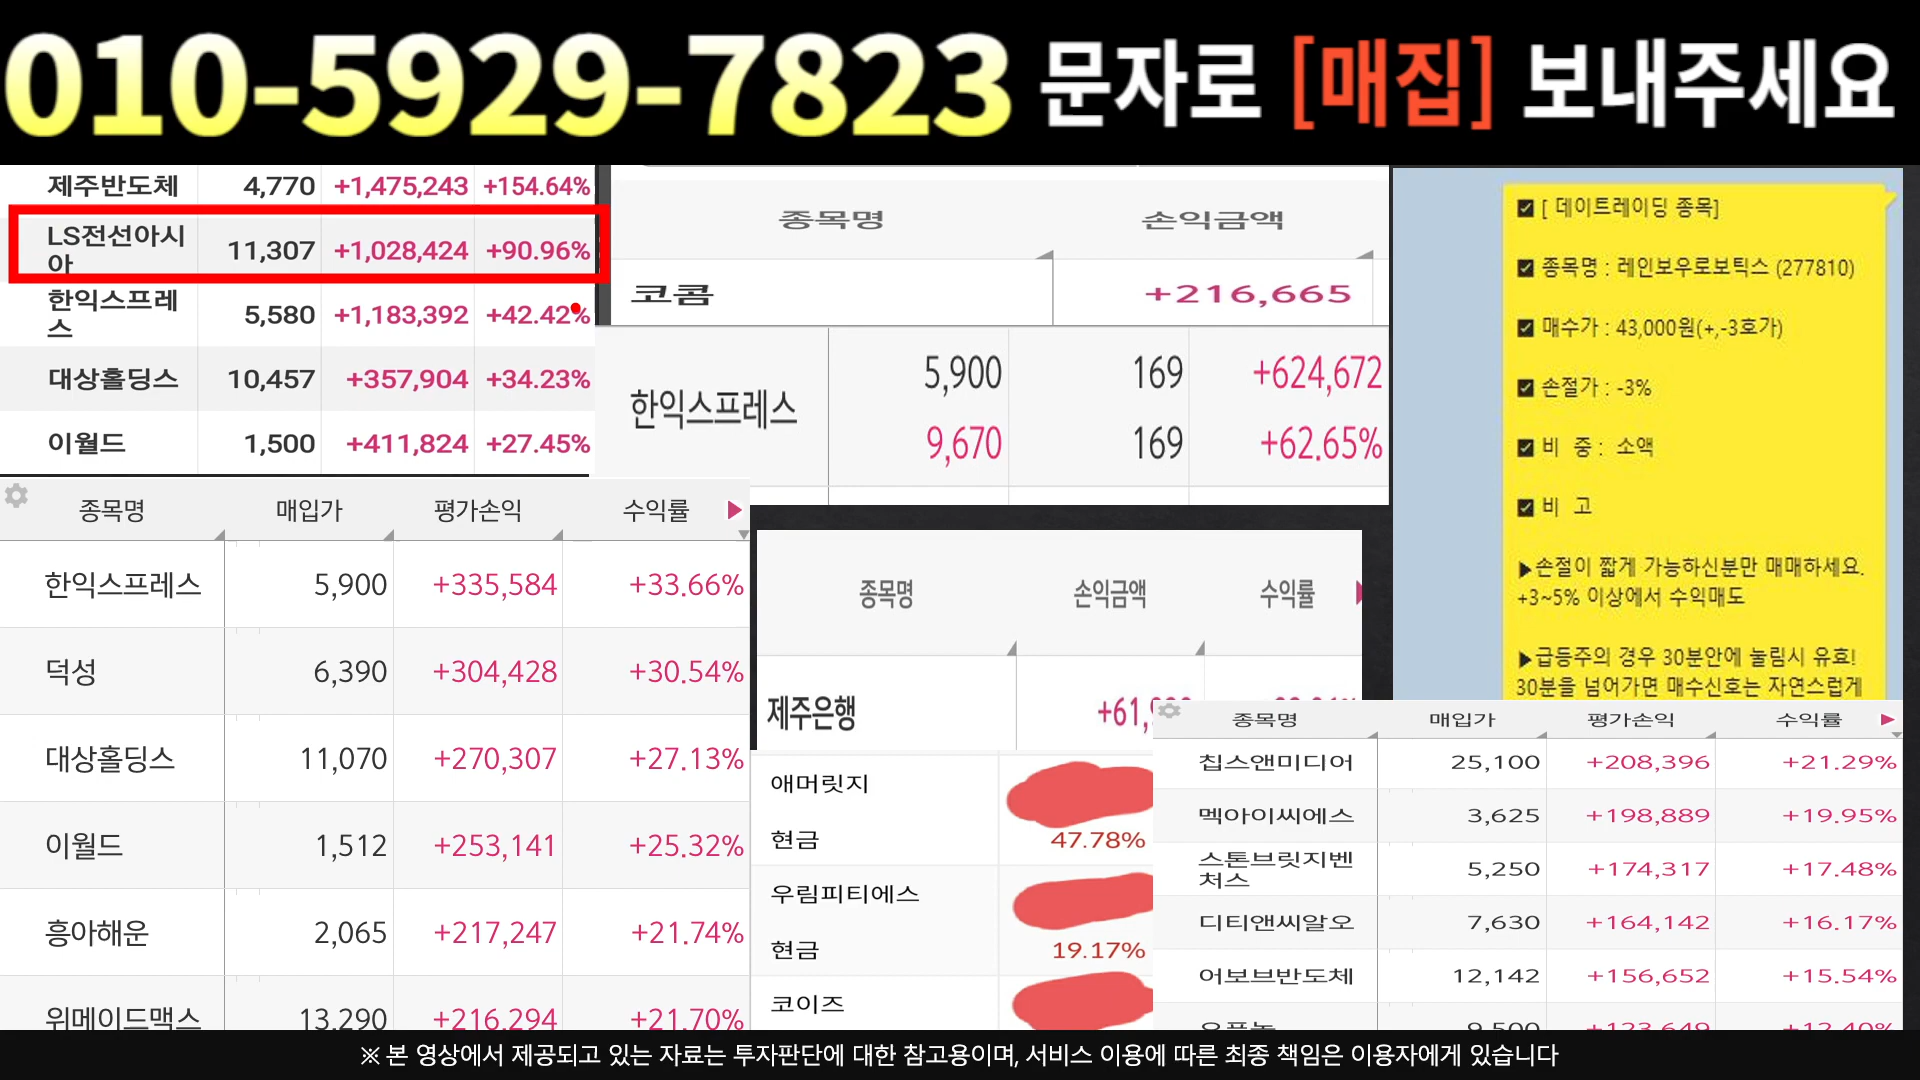 010-5929-7823 문자로 [매집] 보내주세요
제주반도체 4,770 +1,475,243 +154.64%
LS전선아시
아 11,307 +1,028,424 +90.96%
한익스프레
스 5,580 +1,183,392 +42.42%
대상홀딩스 10,457 +357,904 +34.23%
이월드 1,500 +411,824 +27.45%
종목명 손익금액
코콤 +216,665
한익스프레스
5,900 169 +624,672
9,670 169 +62.65%
☑ [ 데이트레이딩 종목]
☑ 종목명 : 레인보우로보틱스 (277810)
☑ 매수가 : 43,000원(+,-3호가)
☑ 손절가 : -3%
☑ 비 중 : 소액
☑ 비 고
▶손절이 짧게 가능하신분만 매매하세요.
+3~5% 이상에서 수익매도
▶급등주의 경우 30분안에 눌림시 유효!
30분을 넘어가면 매수신호는 자연스럽게
종목명 매입가 평가손익 수익률
한익스프레스 5,900 +335,584 +33.66%
덕성 6,390 +304,428 +30.54%
대상홀딩스 11,070 +270,307 +27.13%
이월드 1,512 +253,141 +25.32%
흥아해운 2,065 +217,247 +21.74%
위메이드맥스 13,290 +216,294 +21.70%
종목명 손익금액 수익률
제주은행 +61,
애머릿지
현금 47.78%
우림피티에스
현금 19.17%
코이즈
종목명 매입가 평가손익 수익률
칩스앤미디어 25,100 +208,396 +21.29%
멕아이씨에스 3,625 +198,889 +19.95%
스톤브릿지벤
처스 5,250 +174,317 +17.48%
디티앤씨알오 7,630 +164,142 +16.17%
어보브반도체 12,142 +156,652 +15.54%
※ 본 영상에서 제공되고 있는 자료는 투자판단에 대한 참고용이며, 서비스 이용에 따른 최종 책임은 이용자에게 있습니다